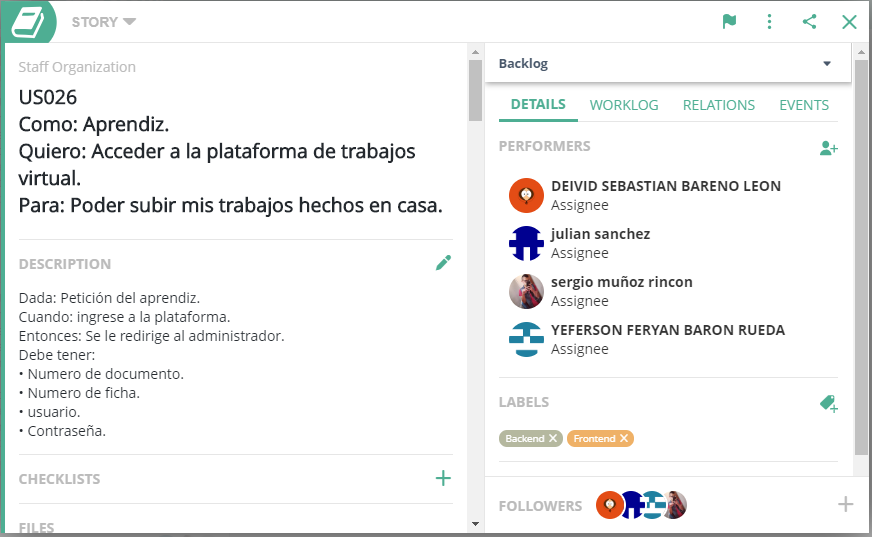 STORY
Staff Organization
US026
Como: Aprendiz.
Quiero: Acceder a la plataforma de trabajos
virtual.
Para: Poder subir mis trabajos hechos en casa.
DESCRIPTION
Dada: Petición del aprendiz.
Cuando: ingrese a la plataforma.
Entonces: Se le redirige al administrador.
Debe tener:
• Numero de documento.
• Numero de ficha.
• usuario.
• Contraseña.
CHECKLISTS
FILES
Backlog
DETAILS WORKLOG RELATIONS EVENTS
PERFORMERS
DEIVID SEBASTIAN BARENO LEON
Assignee
julian sanchez
Assignee
sergio muñoz rincon
Assignee
YEFERSON FERYAN BARON RUEDA
Assignee
LABELS
Backend Frontend
FOLLOWERS